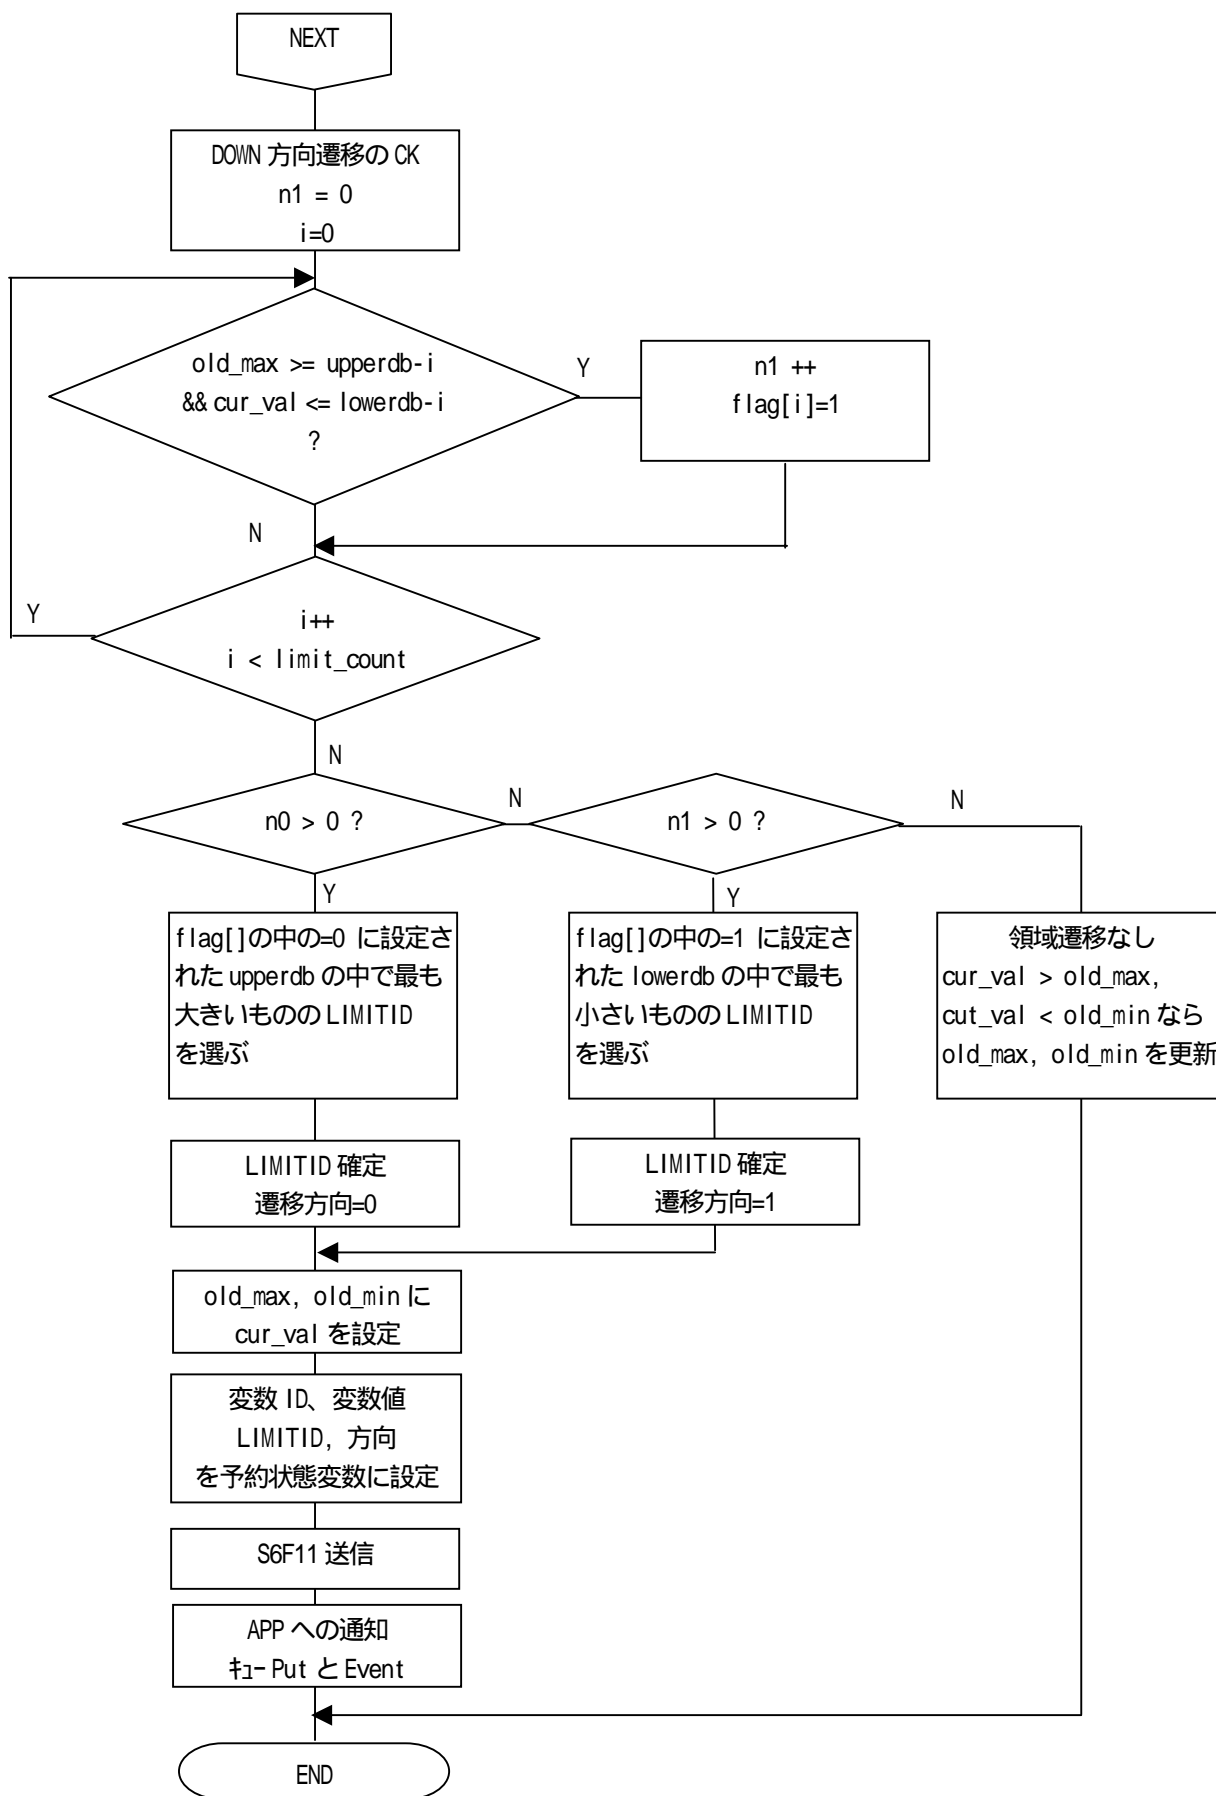 NEXT
DOWN 方向遷移の CK
n1 = 0
i=0
old_max >= upperdb-i
&& cur_val <= lowerdb-i
?
Y
n1 ++
flag[i]=1
N
Y
i++
i < limit_count
N
n0 > 0 ?
N
n1 > 0 ?
N
Y
Y
flag[]の中の=0 に設定さ
れた upperdb の中で最も
大きいものの LIMITID
を選ぶ
flag[]の中の=1 に設定さ
れた lowerdb の中で最も
小さいものの LIMITID
を選ぶ
領域遷移なし
cur_val > old_max,
cut_val < old_min なら
old_max, old_min を更新
LIMITID 確定
遷移方向=0
LIMITID 確定
遷移方向=1
old_max, old_min に
cur_val を設定
変数 ID、変数値
LIMITID, 方向
を予約状態変数に設定
S6F11 送信
APP への通知
ｷｭｰ Put と Event
END